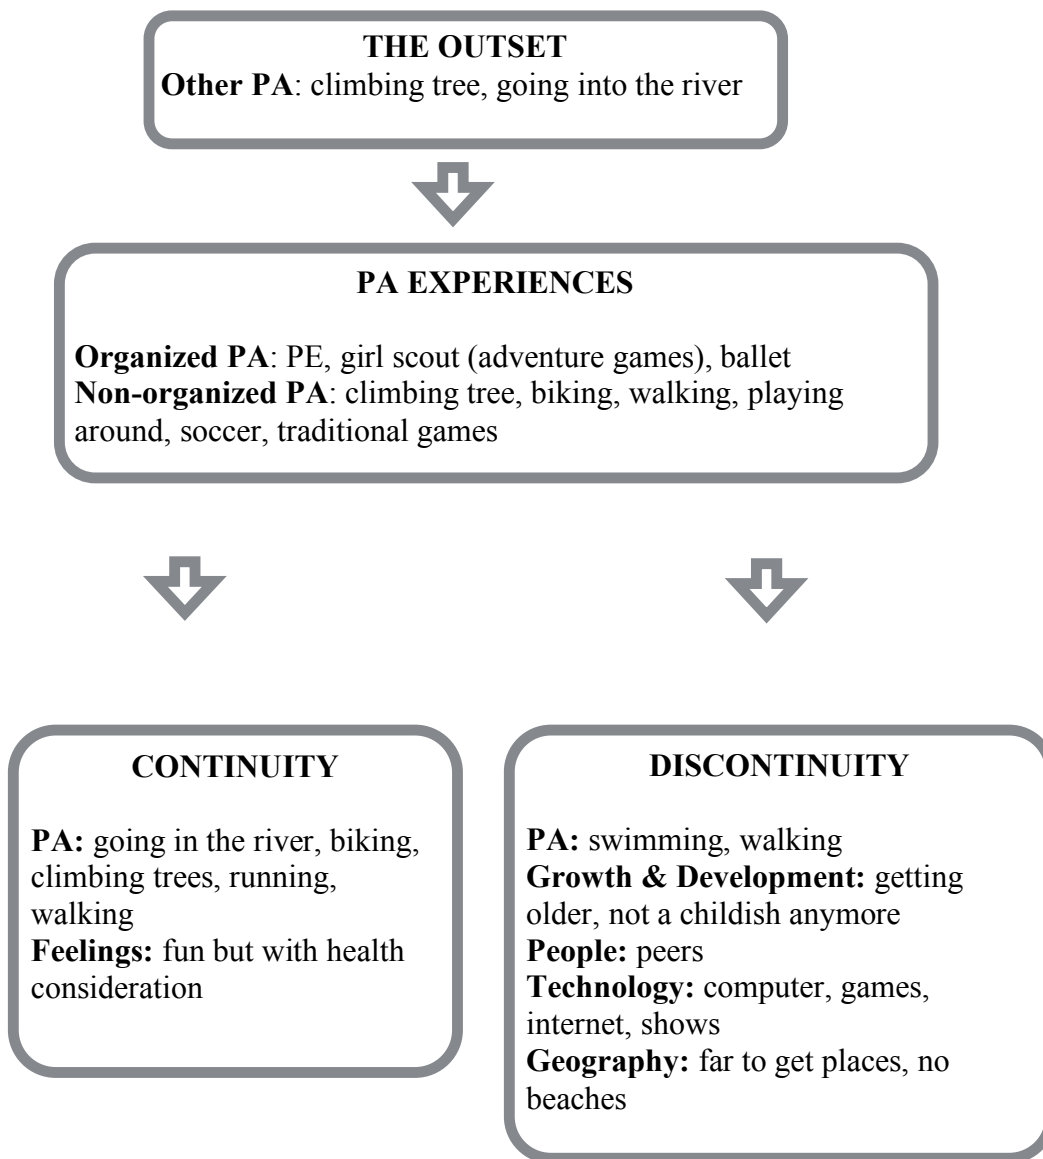 THE OUTSET
Other PA: climbing tree, going into the river
PA EXPERIENCES
Organized PA: PE, girl scout (adventure games), ballet
Non-organized PA: climbing tree, biking, walking, playing
around, soccer, traditional games
CONTINUITY
PA: going in the river, biking,
climbing trees, running,
walking
Feelings: fun but with health
consideration
DISCONTINUITY
PA: swimming, walking
Growth & Development: getting
older, not a childish anymore
People: peers
Technology: computer, games,
internet, shows
Geography: far to get places, no
beaches